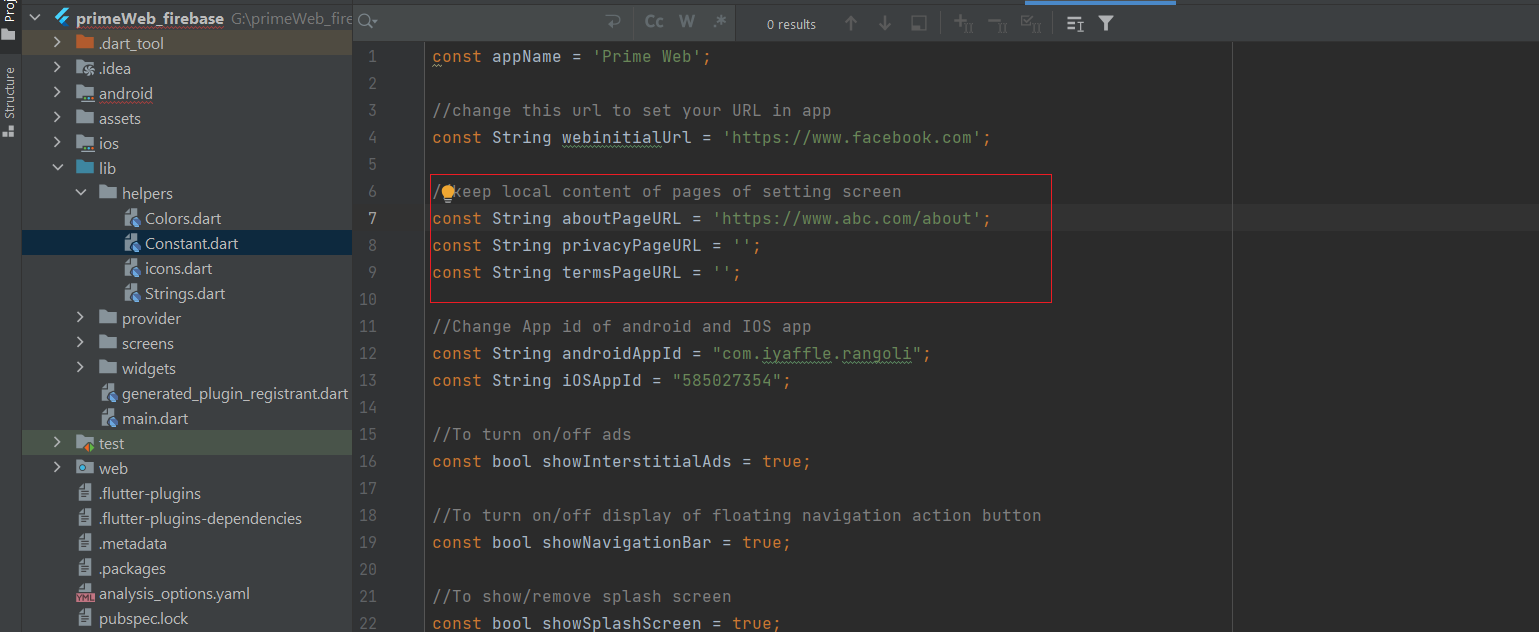 Proj
Structure
primeWeb_firebase G:\primeWeb_fire
.dart_tool
.idea
android
assets
ios
lib
helpers
Colors.dart
Constant.dart
icons.dart
Strings.dart
provider
screens
widgets
generated_plugin_registrant.dart
main.dart
test
web
.flutter-plugins
.flutter-plugins-dependencies
.metadata
.packages
analysis_options.yaml
pubspec.lock
Cc W .* 0 results
1 const appName = 'Prime Web';
2
3 //change this url to set your URL in app
4 const String webinitialUrl = 'https://www.facebook.com';
5
6 /keep local content of pages of setting screen
7 const String aboutPageURL = 'https://www.abc.com/about';
8 const String privacyPageURL = '';
9 const String termsPageURL = '';
10
11 //Change App id of android and IOS app
12 const String androidAppId = "com.iyaffle.rangoli";
13 const String iOSAppId = "585027354";
14
15 //To turn on/off ads
16 const bool showInterstitialAds = true;
17
18 //To turn on/off display of floating navigation action button
19 const bool showNavigationBar = true;
20
21 //To show/remove splash screen
22 const bool showSplashScreen = true;